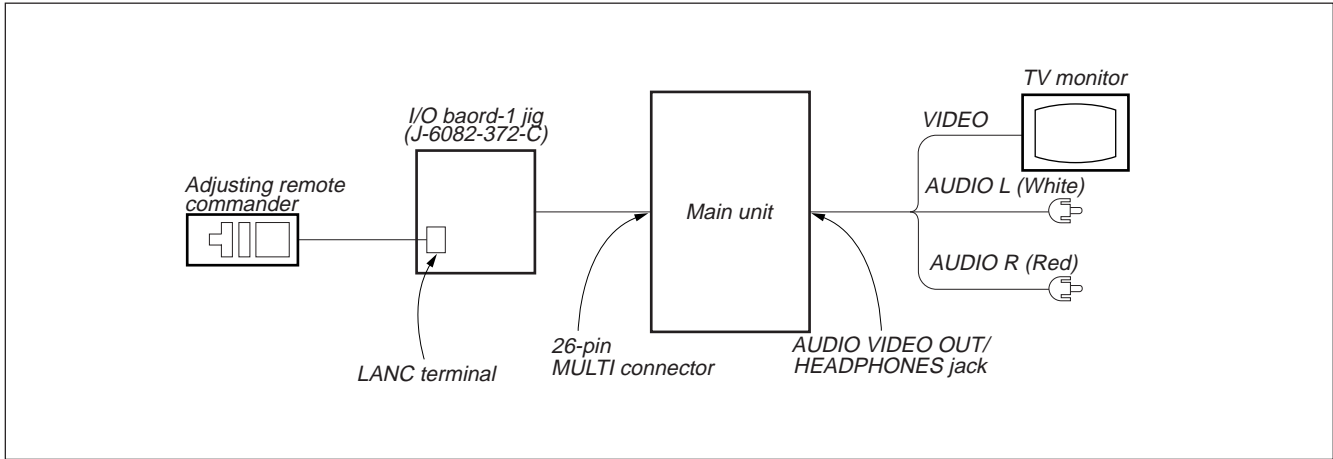 TV monitor
I/O baord-1 jig
(J-6082-372-C)
VIDEO
Adjusting remote
commander
AUDIO L (White)
Main unit
AUDIO R (Red)
26-pin
MULTI connector
AUDIO VIDEO OUT/
HEADPHONES jack
LANC terminal